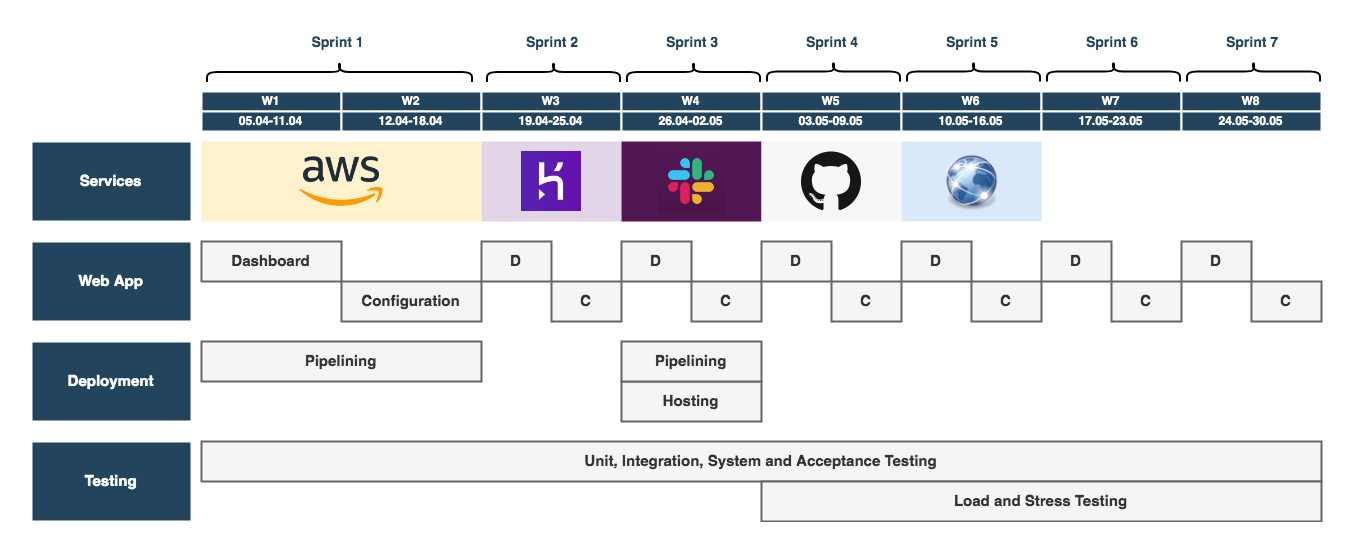 Sprint 1 Sprint 2 Sprint 3 Sprint 4 Sprint 5 Sprint 6 Sprint 7
W1 W2 W3 W4 W5 W6 W7 W8
05.04-11.04 12.04-18.04 19.04-25.04 26.04-02.05 03.05-09.05 10.05-16.05 17.05-23.05 24.05-30.05
Services
aws
Web App
Dashboard D D D D D D
Configuration C C C C C C
Deployment
Pipelining Pipelining
Hosting
Testing
Unit, Integration, System and Acceptance Testing
Load and Stress Testing